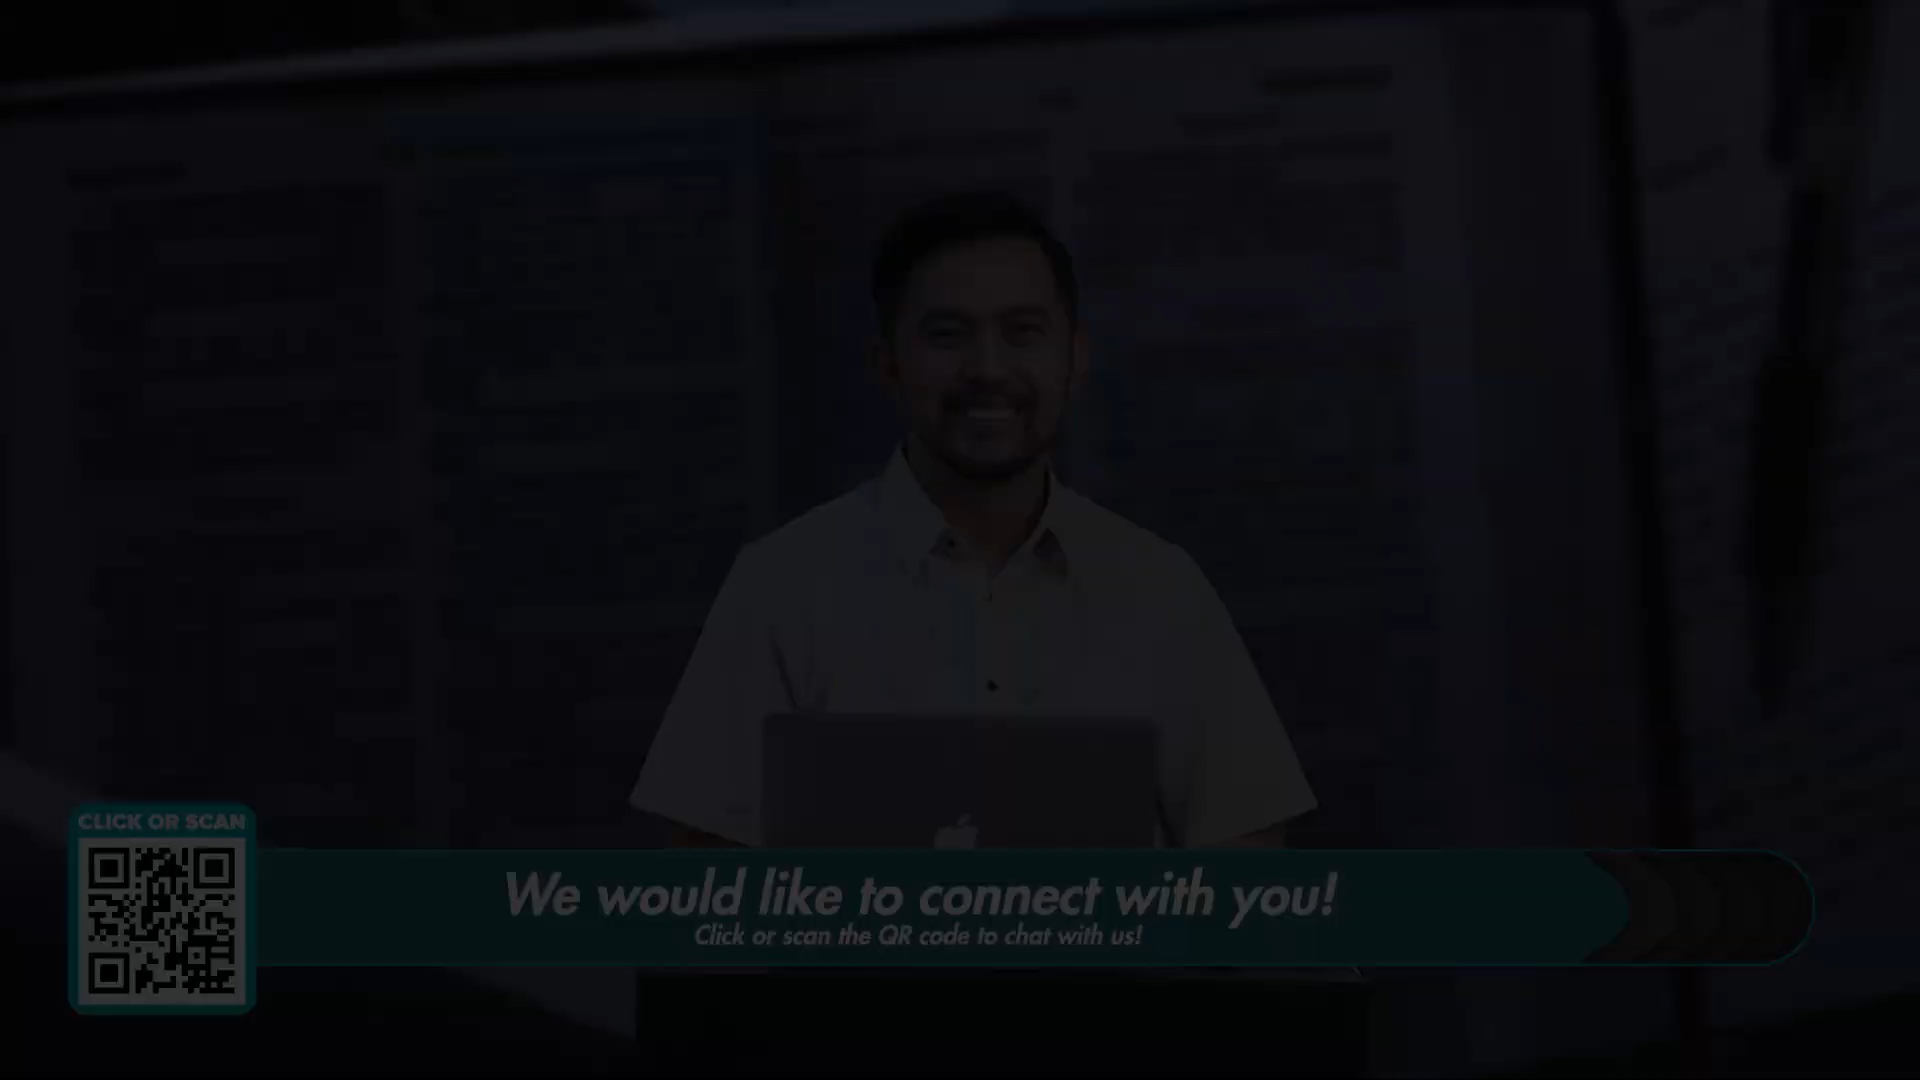 CLICK OR SCAN
We would like to connect with you!
Click or scan the QR code to chat with us!